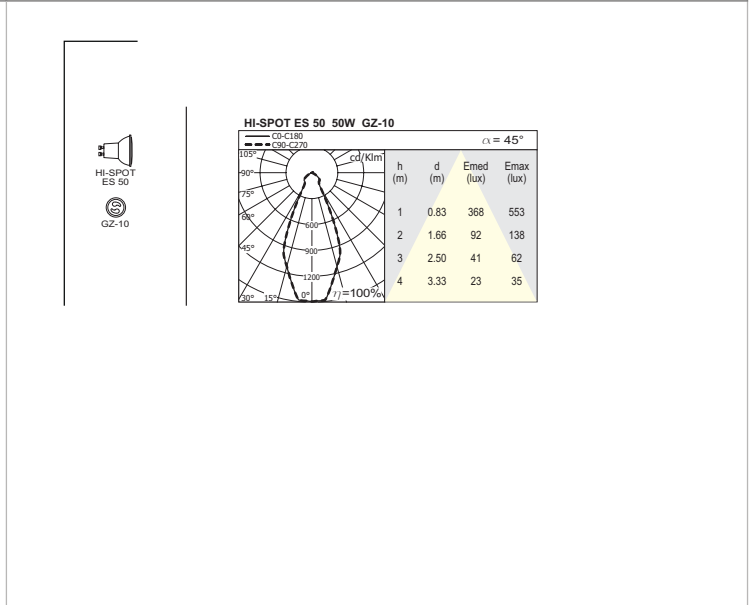 HI-SPOT
ES 50
GZ-10
HI-SPOT ES 50 50W GZ-10
C0-C180
C90-C270
α = 45°
105°
cd/Klm
90°
75°
60°
45°
30°
15°
0°
600
900
1200
η=100%
h d Emed Emax
(m) (m) (lux) (lux)
1 0.83 368 553
2 1.66 92 138
3 2.50 41 62
4 3.33 23 35